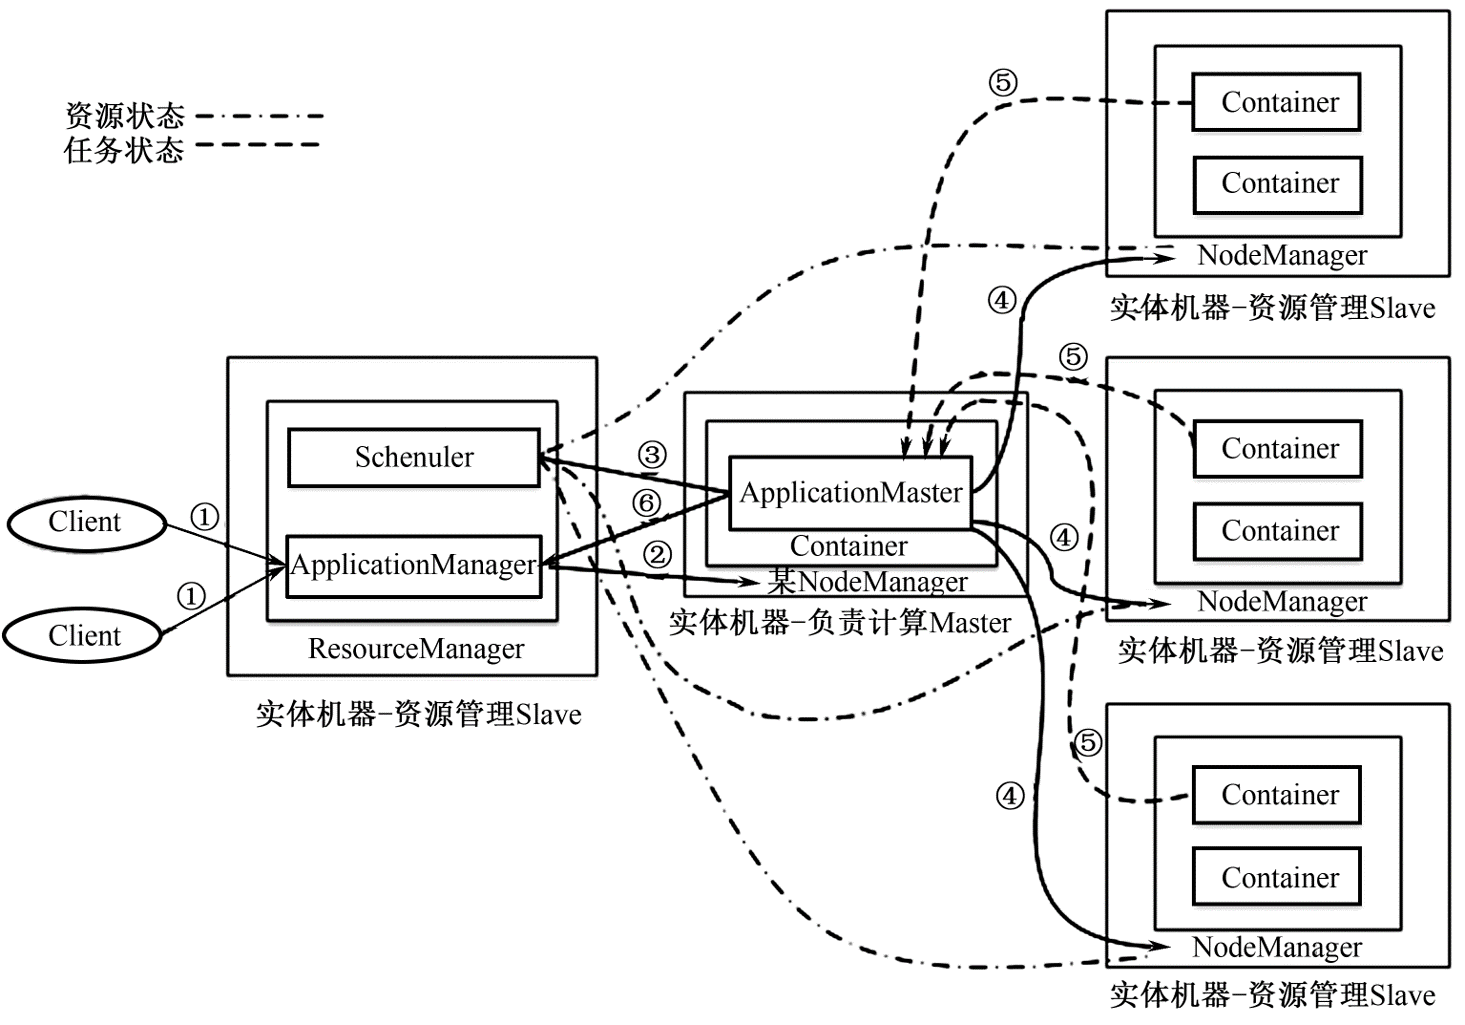 资源状态
任务状态
Client
Client
①
①
Schenuler
ApplicationManager
ResourceManager
实体机器-资源管理Slave
③
⑥
②
ApplicationMaster
Container
某NodeManager
实体机器-负责计算Master
⑤
④
Container
Container
NodeManager
实体机器-资源管理Slave
⑤
④
Container
Container
NodeManager
实体机器-资源管理Slave
⑤
④
Container
Container
NodeManager
实体机器-资源管理Slave